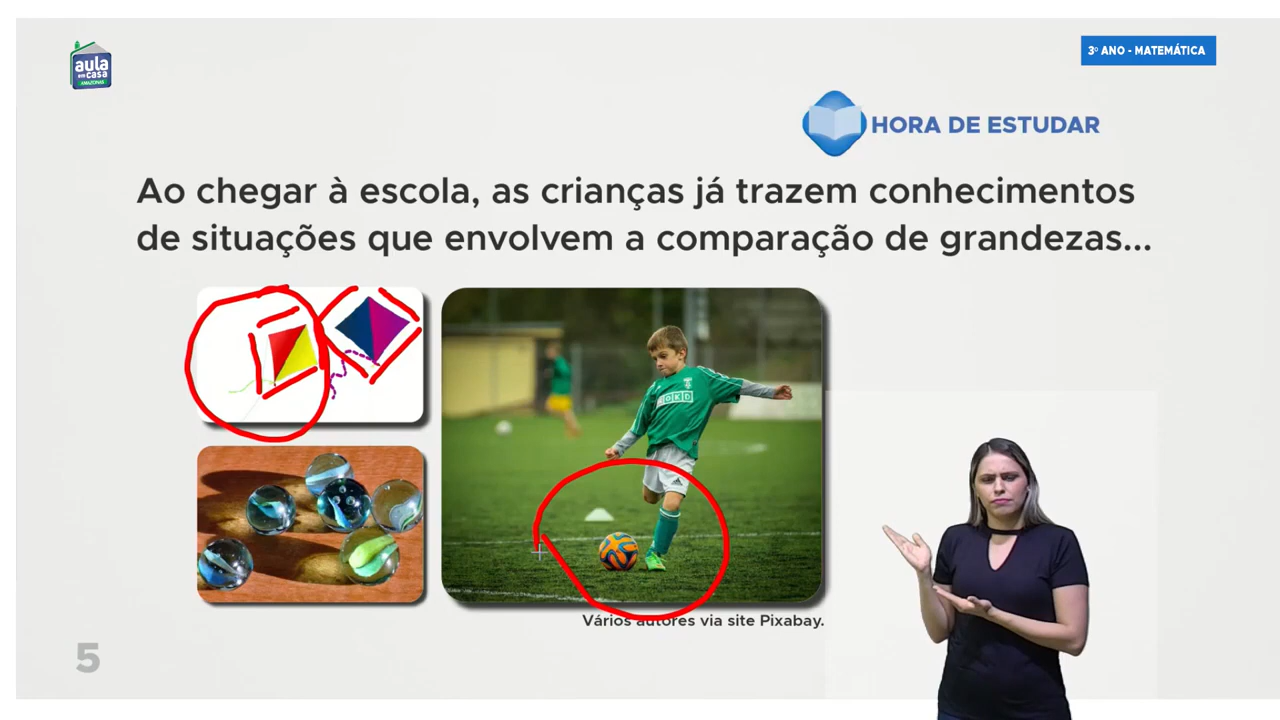 aula
em casa
AMAZONAS
3º ANO - MATEMÁTICA
HORA DE ESTUDAR
Ao chegar à escola, as crianças já trazem conhecimentos
de situações que envolvem a comparação de grandezas...
OKD
Vários autores via site Pixabay.
5